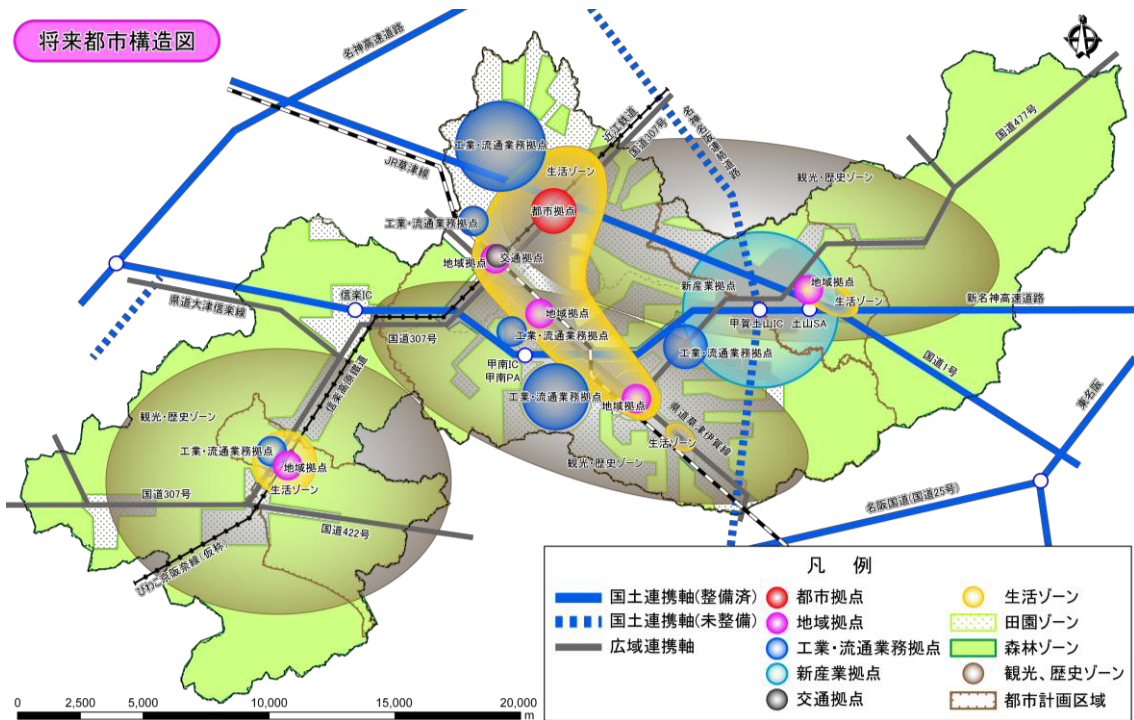 将来都市構造図
名神高速道路
JR草津線
工業・流通業務拠点
近江鉄道
国道307号
名神名阪連絡道路
国道477号
生活ゾーン
観光・歴史ゾーン
都市拠点
工業・流通業務拠点
交通拠点
地域拠点
新産業拠点
地域拠点
生活ゾーン
新名神高速道路
信楽IC
県道大津信楽線
国道307号
地域拠点
工業・流通業務拠点
甲賀土山IC
土山SA
甲南IC
甲南PA
工業・流通業務拠点
国道1号
信楽高原鐵道
工業・流通業務拠点
地域拠点
県道草津伊賀線
東名阪
観光・歴史ゾーン
生活ゾーン
工業・流通業務拠点
地域拠点
観光・歴史ゾーン
生活ゾーン
国道307号
国道422号
名阪国道(国道25号)
びわこ京阪奈線(仮称)
凡 例
国土連携軸(整備済)
国土連携軸(未整備)
広域連携軸
都市拠点
地域拠点
工業・流通業務拠点
新産業拠点
交通拠点
生活ゾーン
田園ゾーン
森林ゾーン
観光、歴史ゾーン
都市計画区域
0 5,000 10,000 15,000 20,000
m